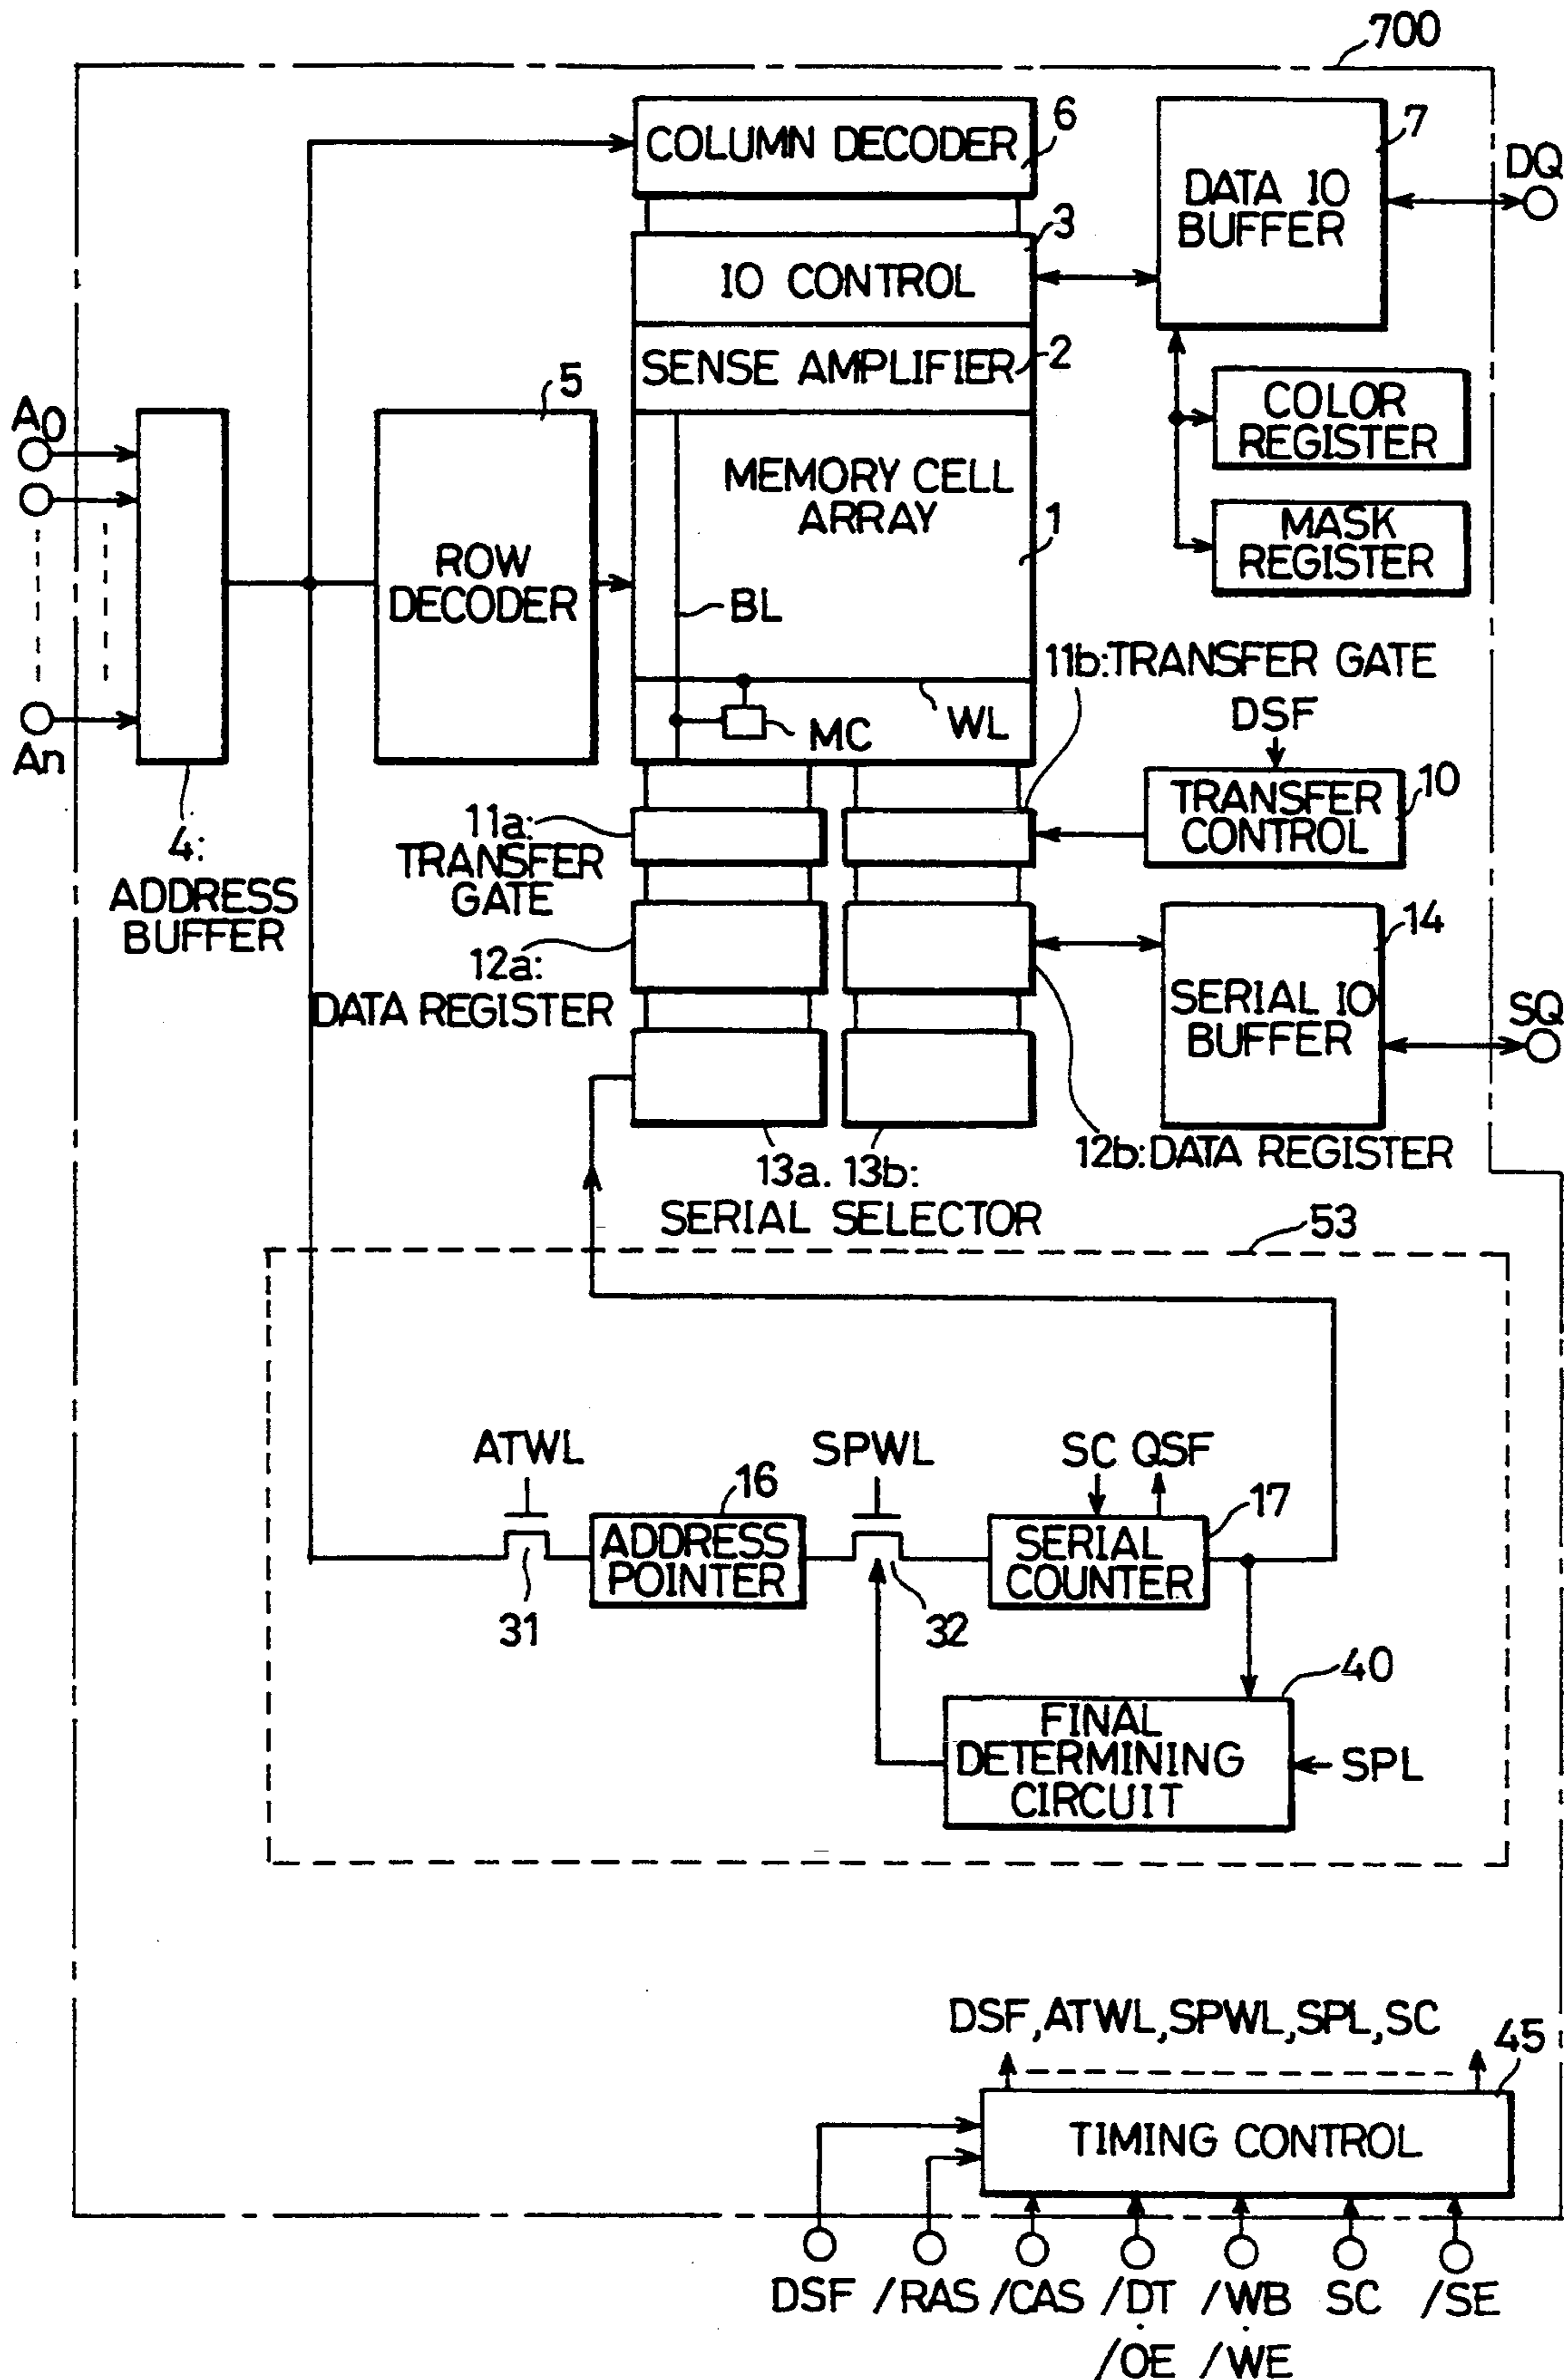 700
COLUMN DECODER
6
DATA IO
BUFFER
7
DQ
3
IO CONTROL
SENSE AMPLIFIER
2
COLOR
REGISTER
MASK
REGISTER
A0
An
4:
ADDRESS
BUFFER
5
ROW
DECODER
MEMORY CELL
ARRAY
1
BL
WL
MC
11b:TRANSFER GATE
DSF
TRANSFER
CONTROL
10
11a:
TRANSFER
GATE
12a:
DATA REGISTER
14
SERIAL IO
BUFFER
SQ
12b:DATA REGISTER
13a. 13b:
SERIAL SELECTOR
53
ATWL
31
16
ADDRESS
POINTER
SPWL
32
SC QSF
17
SERIAL
COUNTER
40
FINAL
DETERMINING
CIRCUIT
SPL
DSF,ATWL,SPWL,SPL,SC
45
TIMING CONTROL
DSF /RAS /CAS /DT /WB SC /SE
/OE /WE